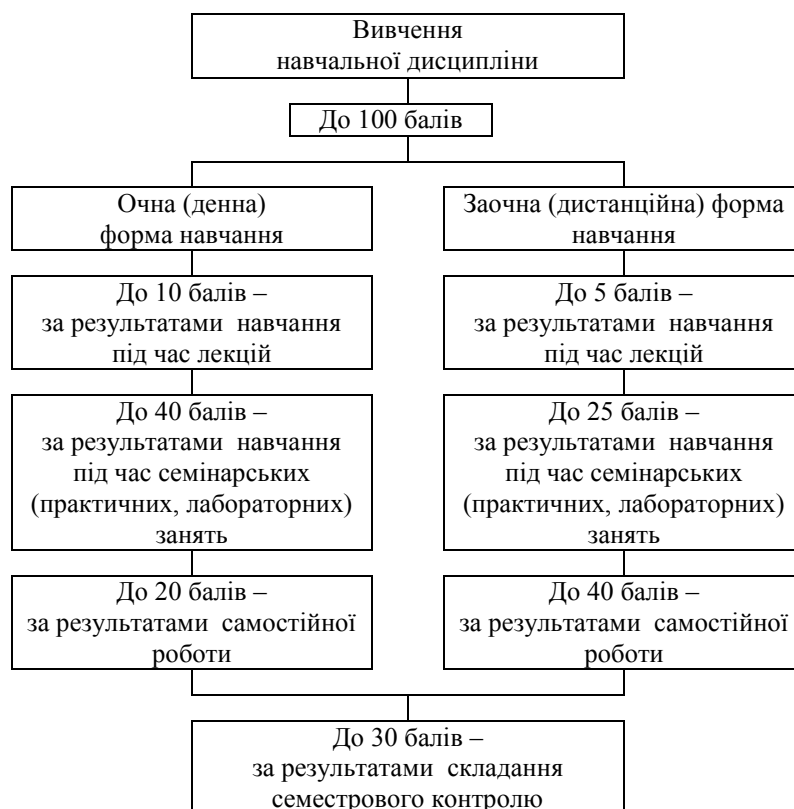 Вивчення
навчальної дисципліни
До 100 балів
Очна (денна)
форма навчання
Заочна (дистанційна) форма
навчання
До 10 балів –
за результатами навчання
під час лекцій
До 5 балів –
за результатами навчання
під час лекцій
До 40 балів –
за результатами навчання
під час семінарських
(практичних, лабораторних)
занять
До 25 балів –
за результатами навчання
під час семінарських
(практичних, лабораторних)
занять
До 20 балів –
за результатами самостійної
роботи
До 40 балів –
за результатами самостійної
роботи
До 30 балів –
за результатами складання
семестрового контролю